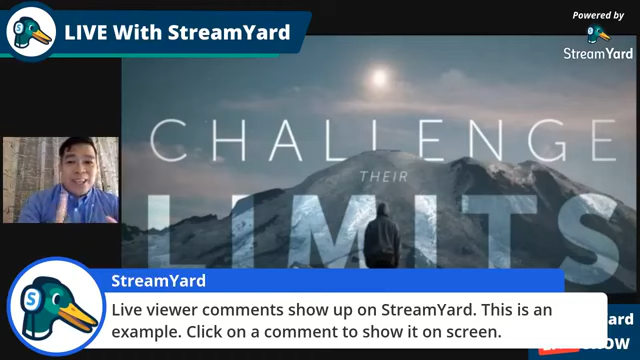 Powered by
StreamYard
LIVE With StreamYard
CHALLENGE
THEIR
LIMITS
StreamYard
Live viewer comments show up on StreamYard. This is an
example. Click on a comment to show it on screen.